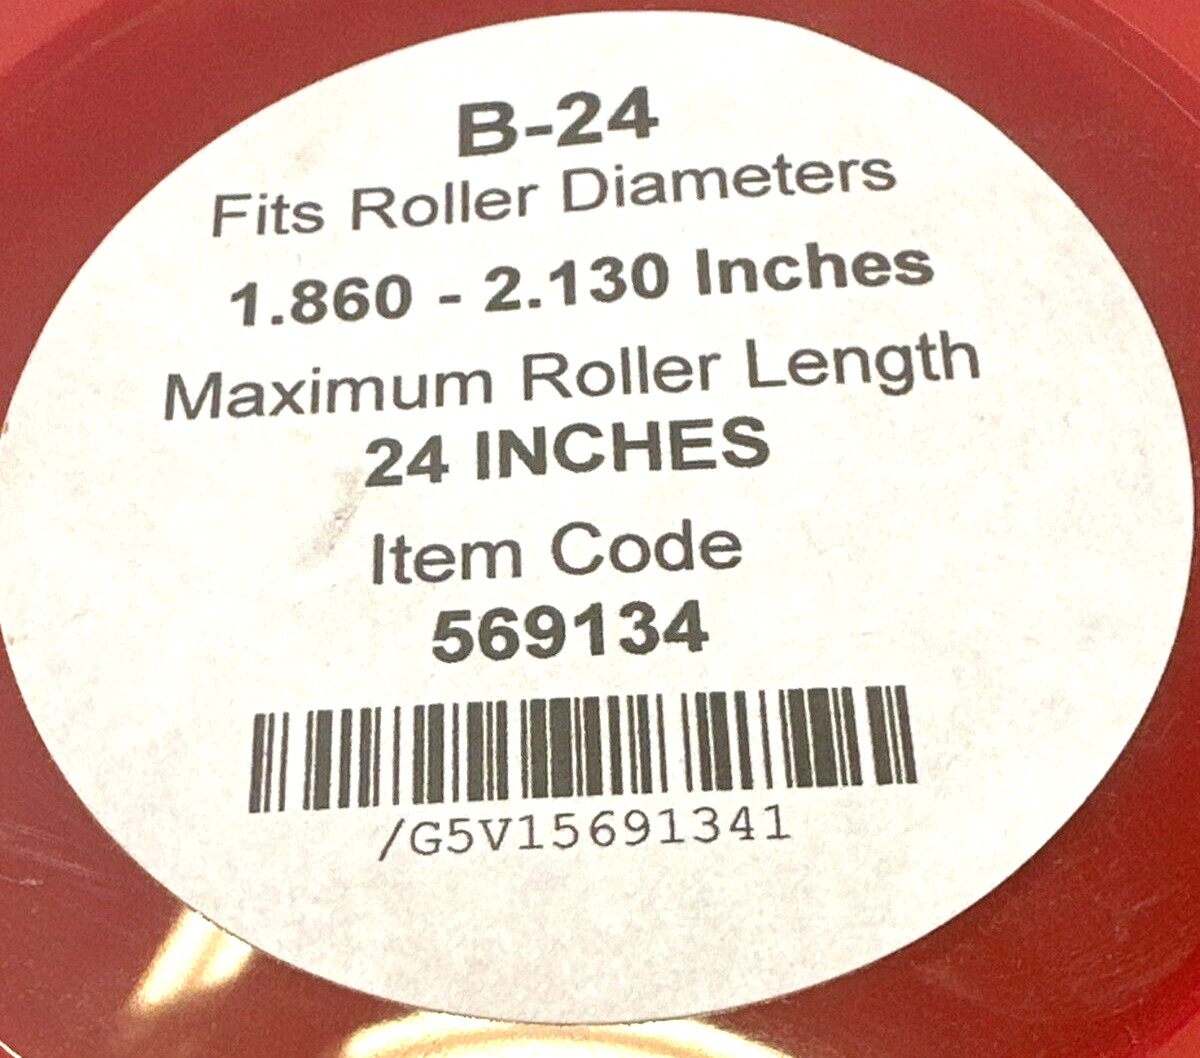 B-24
Fits Roller Diameters
1.860 - 2.130 Inches
Maximum Roller Length
24 INCHES
Item Code
569134
/G5V15691341